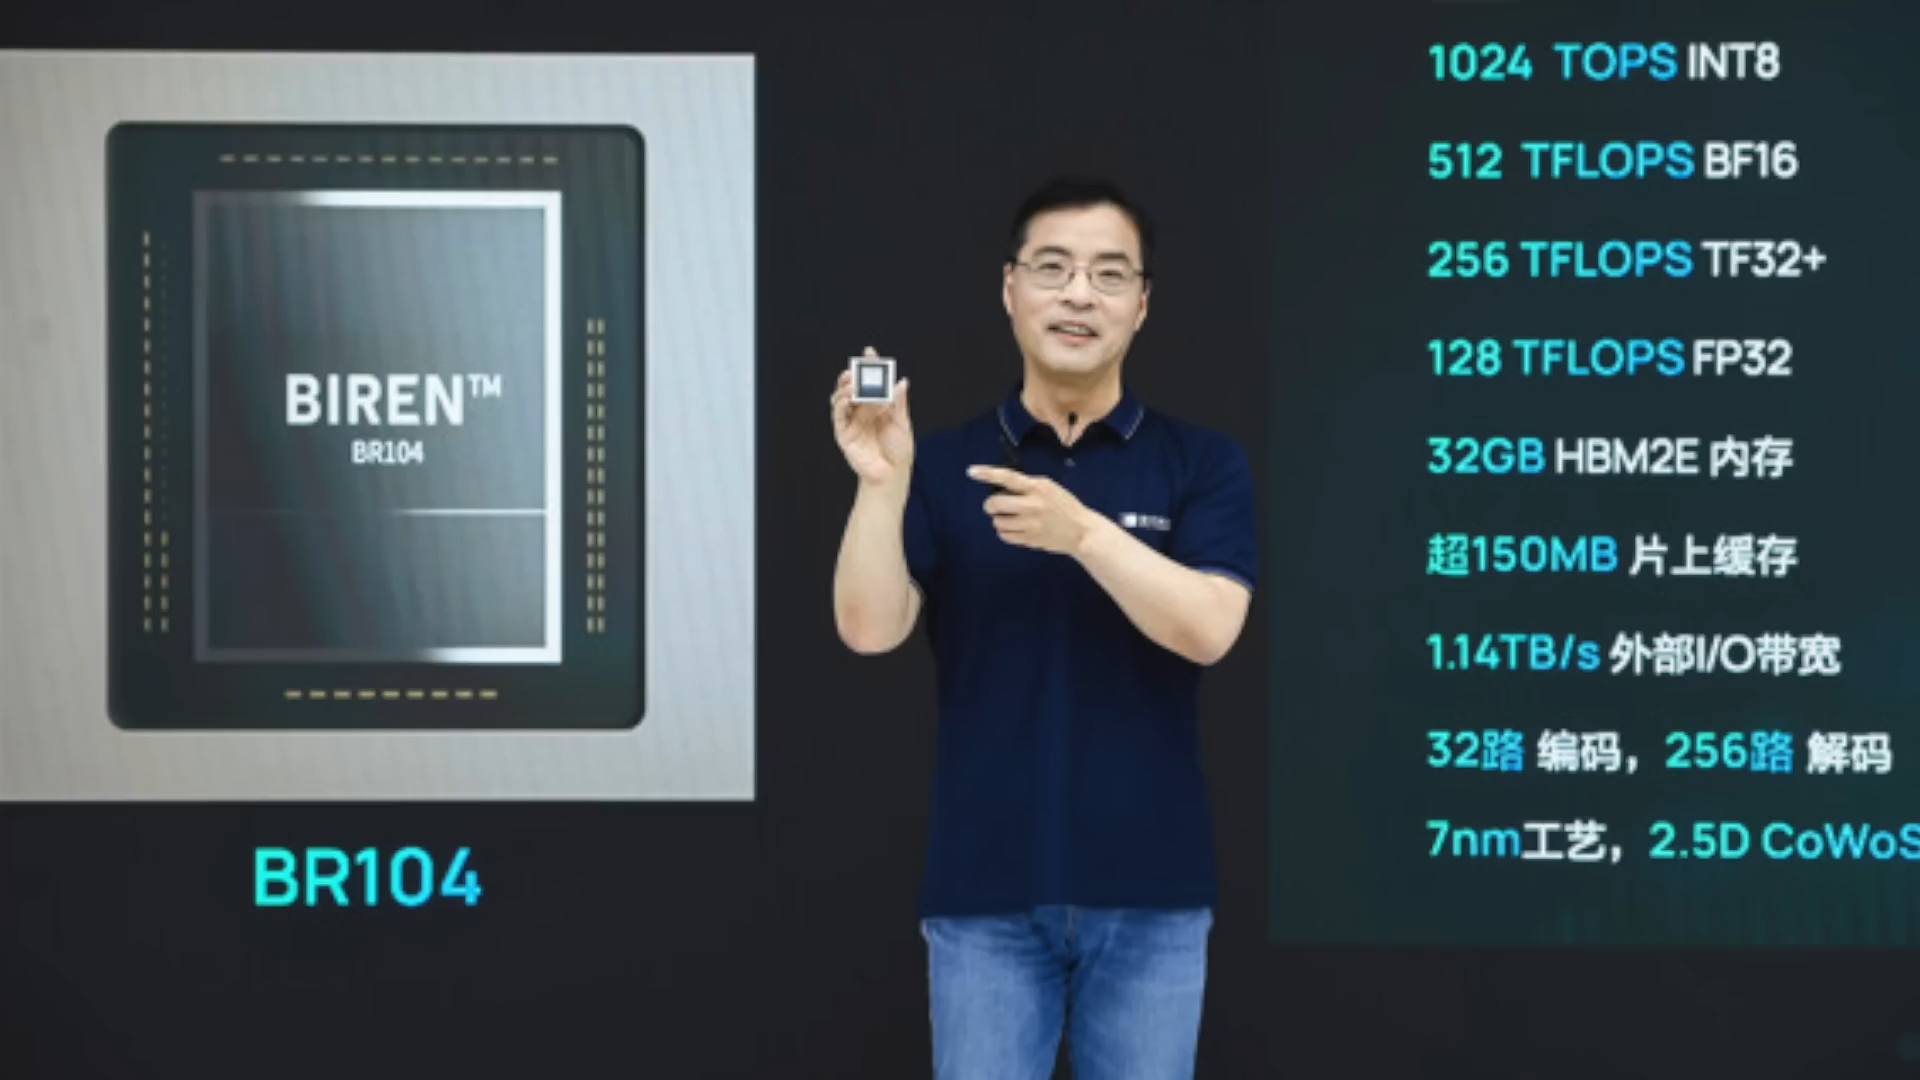 BIREN™
BR104
BR104
1024 TOPS INT8
512 TFLOPS BF16
256 TFLOPS TF32+
128 TFLOPS FP32
32GB HBM2E 内存
超150MB 片上缓存
1.14TB/s 外部I/O带宽
32路 编码，256路 解码
7nm工艺，2.5D CoWoS